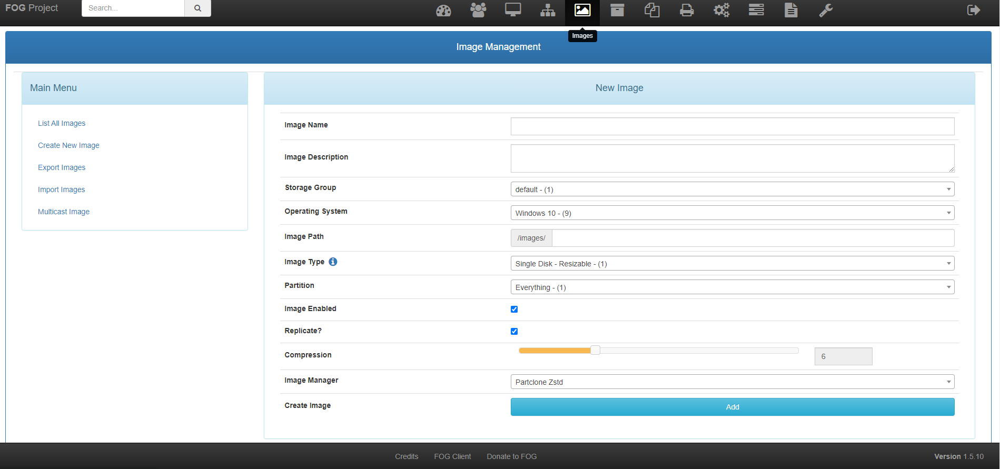 FOG Project
Search...
Images
Image Management
Main Menu
List All Images
Create New Image
Export Images
Import Images
Multicast Image
New Image
Image Name
Image Description
Storage Group
default - (1)
Operating System
Windows 10 - (9)
Image Path
/images/
Image Type
Single Disk - Resizable - (1)
Partition
Everything - (1)
Image Enabled
Replicate?
Compression
6
Image Manager
Partclone Zstd
Create Image
Add
Credits
FOG Client
Donate to FOG
Version 1.5.10